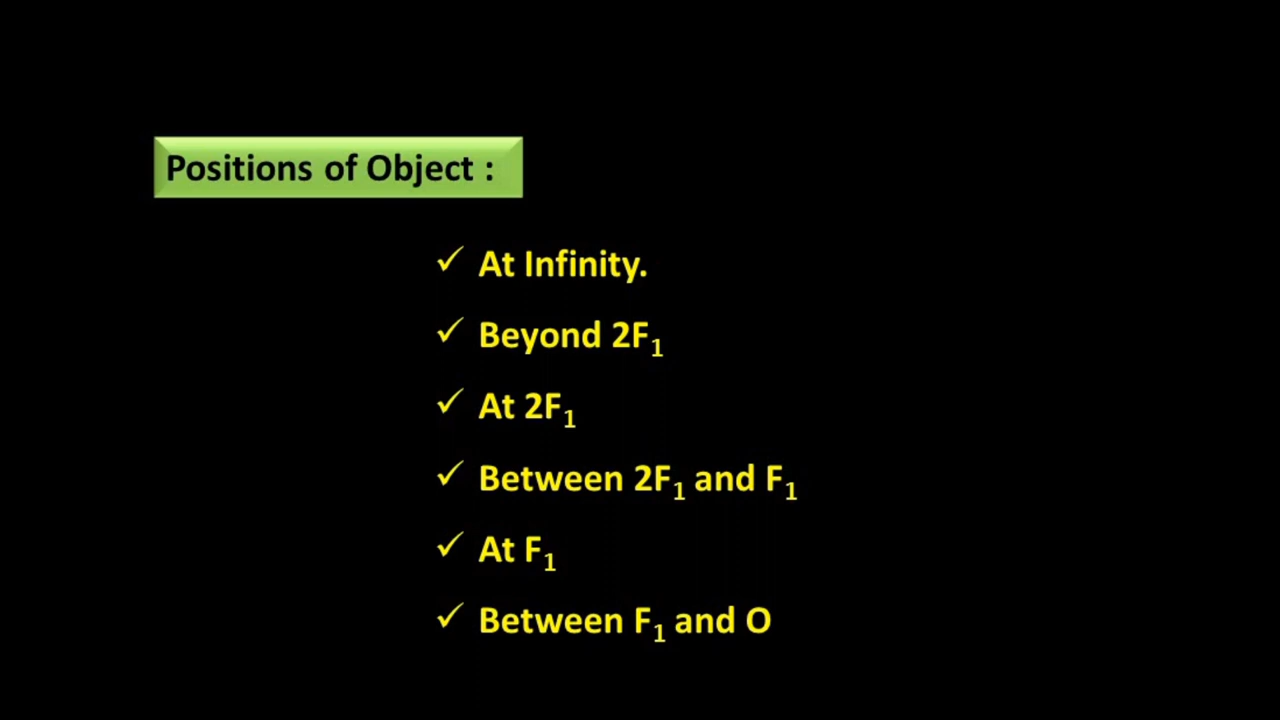 Positions of Object :
✓ At Infinity.
✓ Beyond 2F₁
✓ At 2F₁
✓ Between 2F₁ and F₁
✓ At F₁
✓ Between F₁ and O